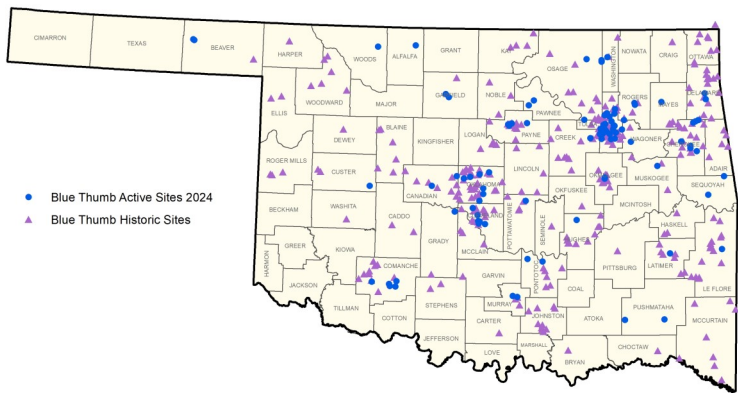 CIMARRON
TEXAS
BEAVER
HARPER
WOODS
ALFALFA
GRANT
KAY
OSAGE
WASHINGTON
NOWATA
CRAIG
OTTAWA
ELLIS
WOODWARD
MAJOR
GARFIELD
NOBLE
PAWNEE
ROGERS
MAYES
DELAWARE
DEWEY
BLAINE
KINGFISHER
LOGAN
PAYNE
CREEK
WAGONER
CHEROKEE
ADAIR
ROGER MILLS
CUSTER
CANADIAN
OKLAHOMA
LINCOLN
OKMULGEE
OKFUSKEE
MUSKOGEE
SEQUOYAH
Blue Thumb Active Sites 2024
Blue Thumb Historic Sites
BECKHAM
WASHITA
CADDO
GRADY
CLEVELAND
MCCLAIN
POTTAWATOMIE
SEMINOLE
HUGHES
MCINTOSH
HASKELL
HARMON
GREER
KIOWA
COMANCHE
GARVIN
PONTOTOC
PITTSBURG
LATIMER
LE FLORE
JACKSON
TILLMAN
COTTON
STEPHENS
MURRAY
COAL
JOHNSTON
ATOKA
PUSHMATAHA
MCCURTAIN
JEFFERSON
CARTER
LOVE
MARSHALL
BRYAN
CHOCTAW